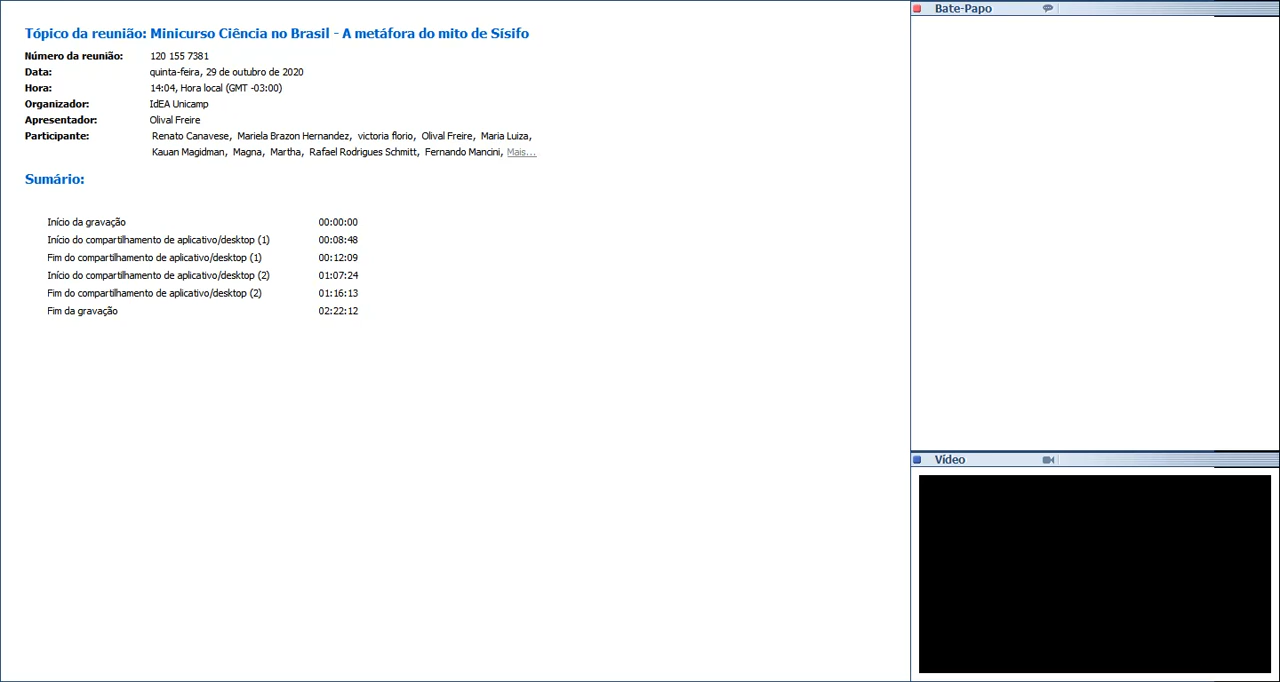 Tópico da reunião: Minicurso Ciência no Brasil - A metáfora do mito de Sísifo
Número da reunião: 120 155 7381
Data: quinta-feira, 29 de outubro de 2020
Hora: 14:04, Hora local (GMT -03:00)
Organizador: IdEA Unicamp
Apresentador: Olival Freire
Participante: Renato Canavese, Mariela Brazon Hernandez, victoria florio, Olival Freire, Maria Luiza,
Kauan Magidman, Magna, Martha, Rafael Rodrigues Schmitt, Fernando Mancini, Mais...
Sumário:
Início da gravação 00:00:00
Início do compartilhamento de aplicativo/desktop (1) 00:08:48
Fim do compartilhamento de aplicativo/desktop (1) 00:12:09
Início do compartilhamento de aplicativo/desktop (2) 01:07:24
Fim do compartilhamento de aplicativo/desktop (2) 01:16:13
Fim da gravação 02:22:12
Bate-Papo
Vídeo